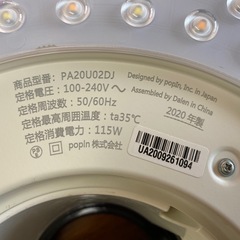 商品型番: PA20U02DJ
定格電圧: 100-240V～
定格周波数: 50/60Hz
定格最高周囲温度: ta35℃
定格消費電力: 115W
popIn 株式会社
Designed by popIn, Inc. in Japan
Assembled by Dalen in China
2020 年製
UA2009261094